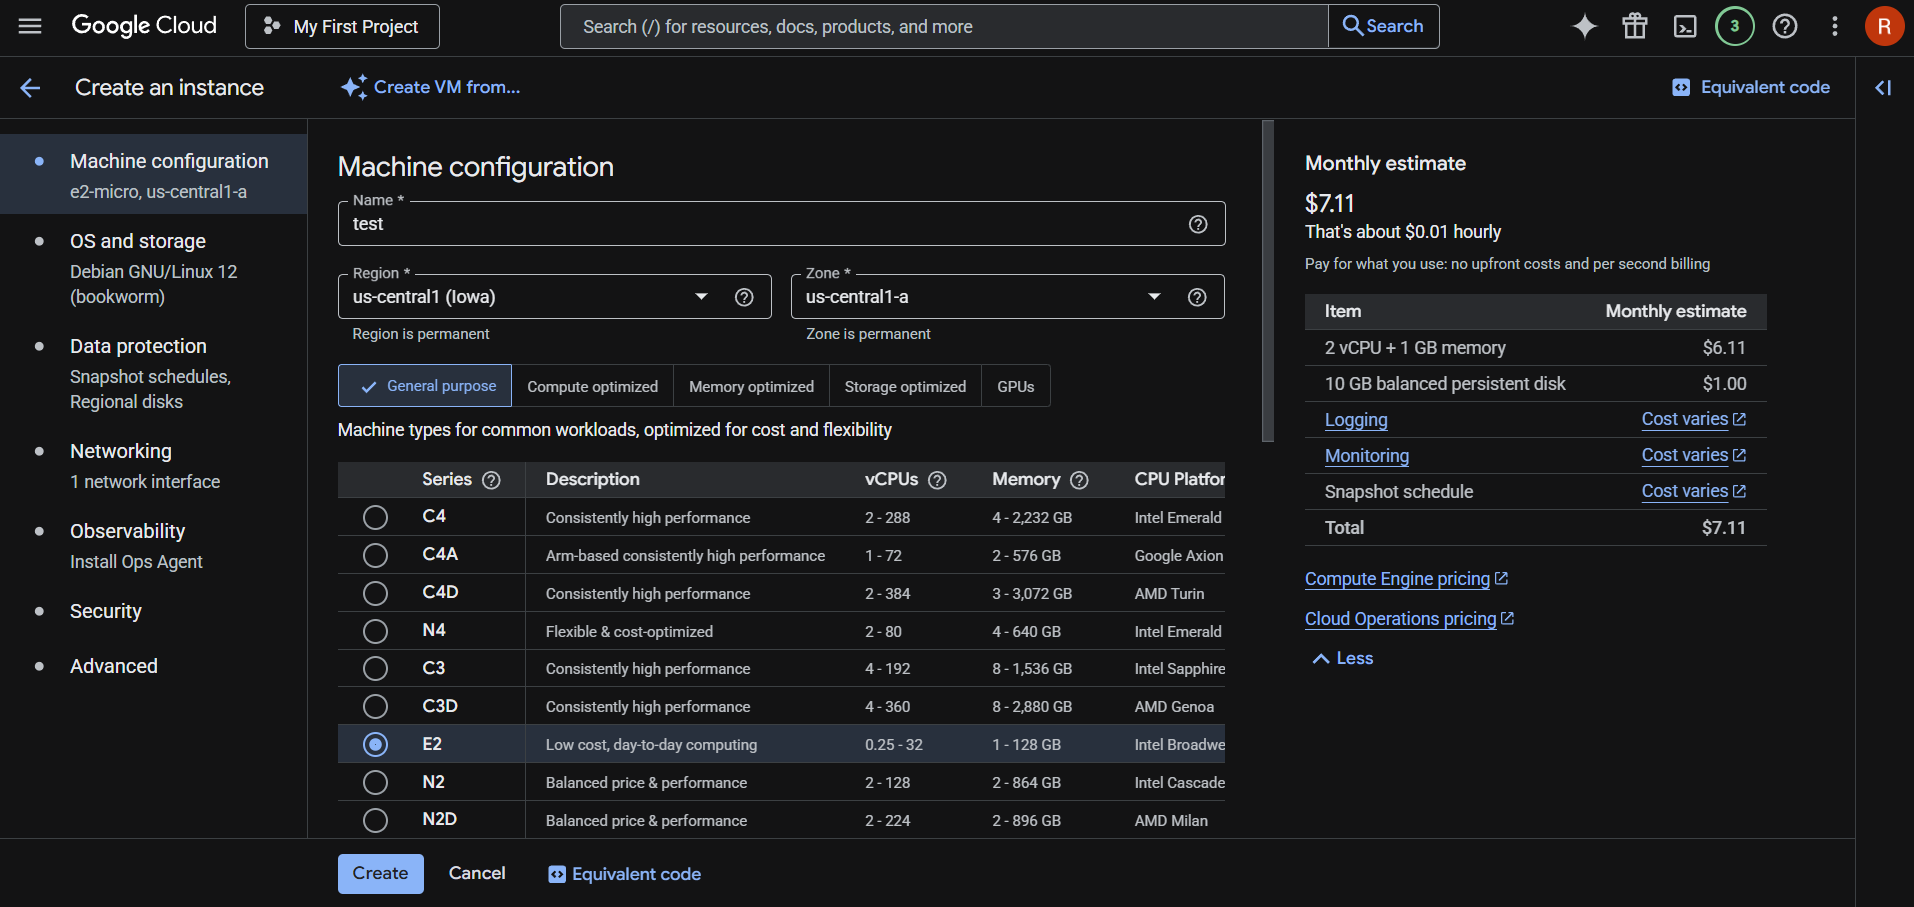 Google Cloud
My First Project
Search (/) for resources, docs, products, and more
Search
3
R
Create an instance
Create VM from...
Equivalent code
Machine configuration
e2-micro, us-central1-a
OS and storage
Debian GNU/Linux 12
(bookworm)
Data protection
Snapshot schedules,
Regional disks
Networking
1 network interface
Observability
Install Ops Agent
Security
Advanced
Machine configuration
Name *
test
Region *
us-central1 (Iowa)
Region is permanent
Zone *
us-central1-a
Zone is permanent
General purpose Compute optimized Memory optimized Storage optimized GPUs
Machine types for common workloads, optimized for cost and flexibility
Series Description vCPUs Memory CPU Platfor
C4 Consistently high performance 2 - 288 4 - 2,232 GB Intel Emerald
C4A Arm-based consistently high performance 1 - 72 2 - 576 GB Google Axion
C4D Consistently high performance 2 - 384 3 - 3,072 GB AMD Turin
N4 Flexible & cost-optimized 2 - 80 4 - 640 GB Intel Emerald
C3 Consistently high performance 4 - 192 8 - 1,536 GB Intel Sapphire
C3D Consistently high performance 4 - 360 8 - 2,880 GB AMD Genoa
E2 Low cost, day-to-day computing 0.25 - 32 1 - 128 GB Intel Broadwe
N2 Balanced price & performance 2 - 128 2 - 864 GB Intel Cascade
N2D Balanced price & performance 2 - 224 2 - 896 GB AMD Milan
Create
Cancel
Equivalent code
Monthly estimate
$7.11
That's about $0.01 hourly
Pay for what you use: no upfront costs and per second billing
Item Monthly estimate
2 vCPU + 1 GB memory $6.11
10 GB balanced persistent disk $1.00
Logging Cost varies
Monitoring Cost varies
Snapshot schedule Cost varies
Total $7.11
Compute Engine pricing
Cloud Operations pricing
Less